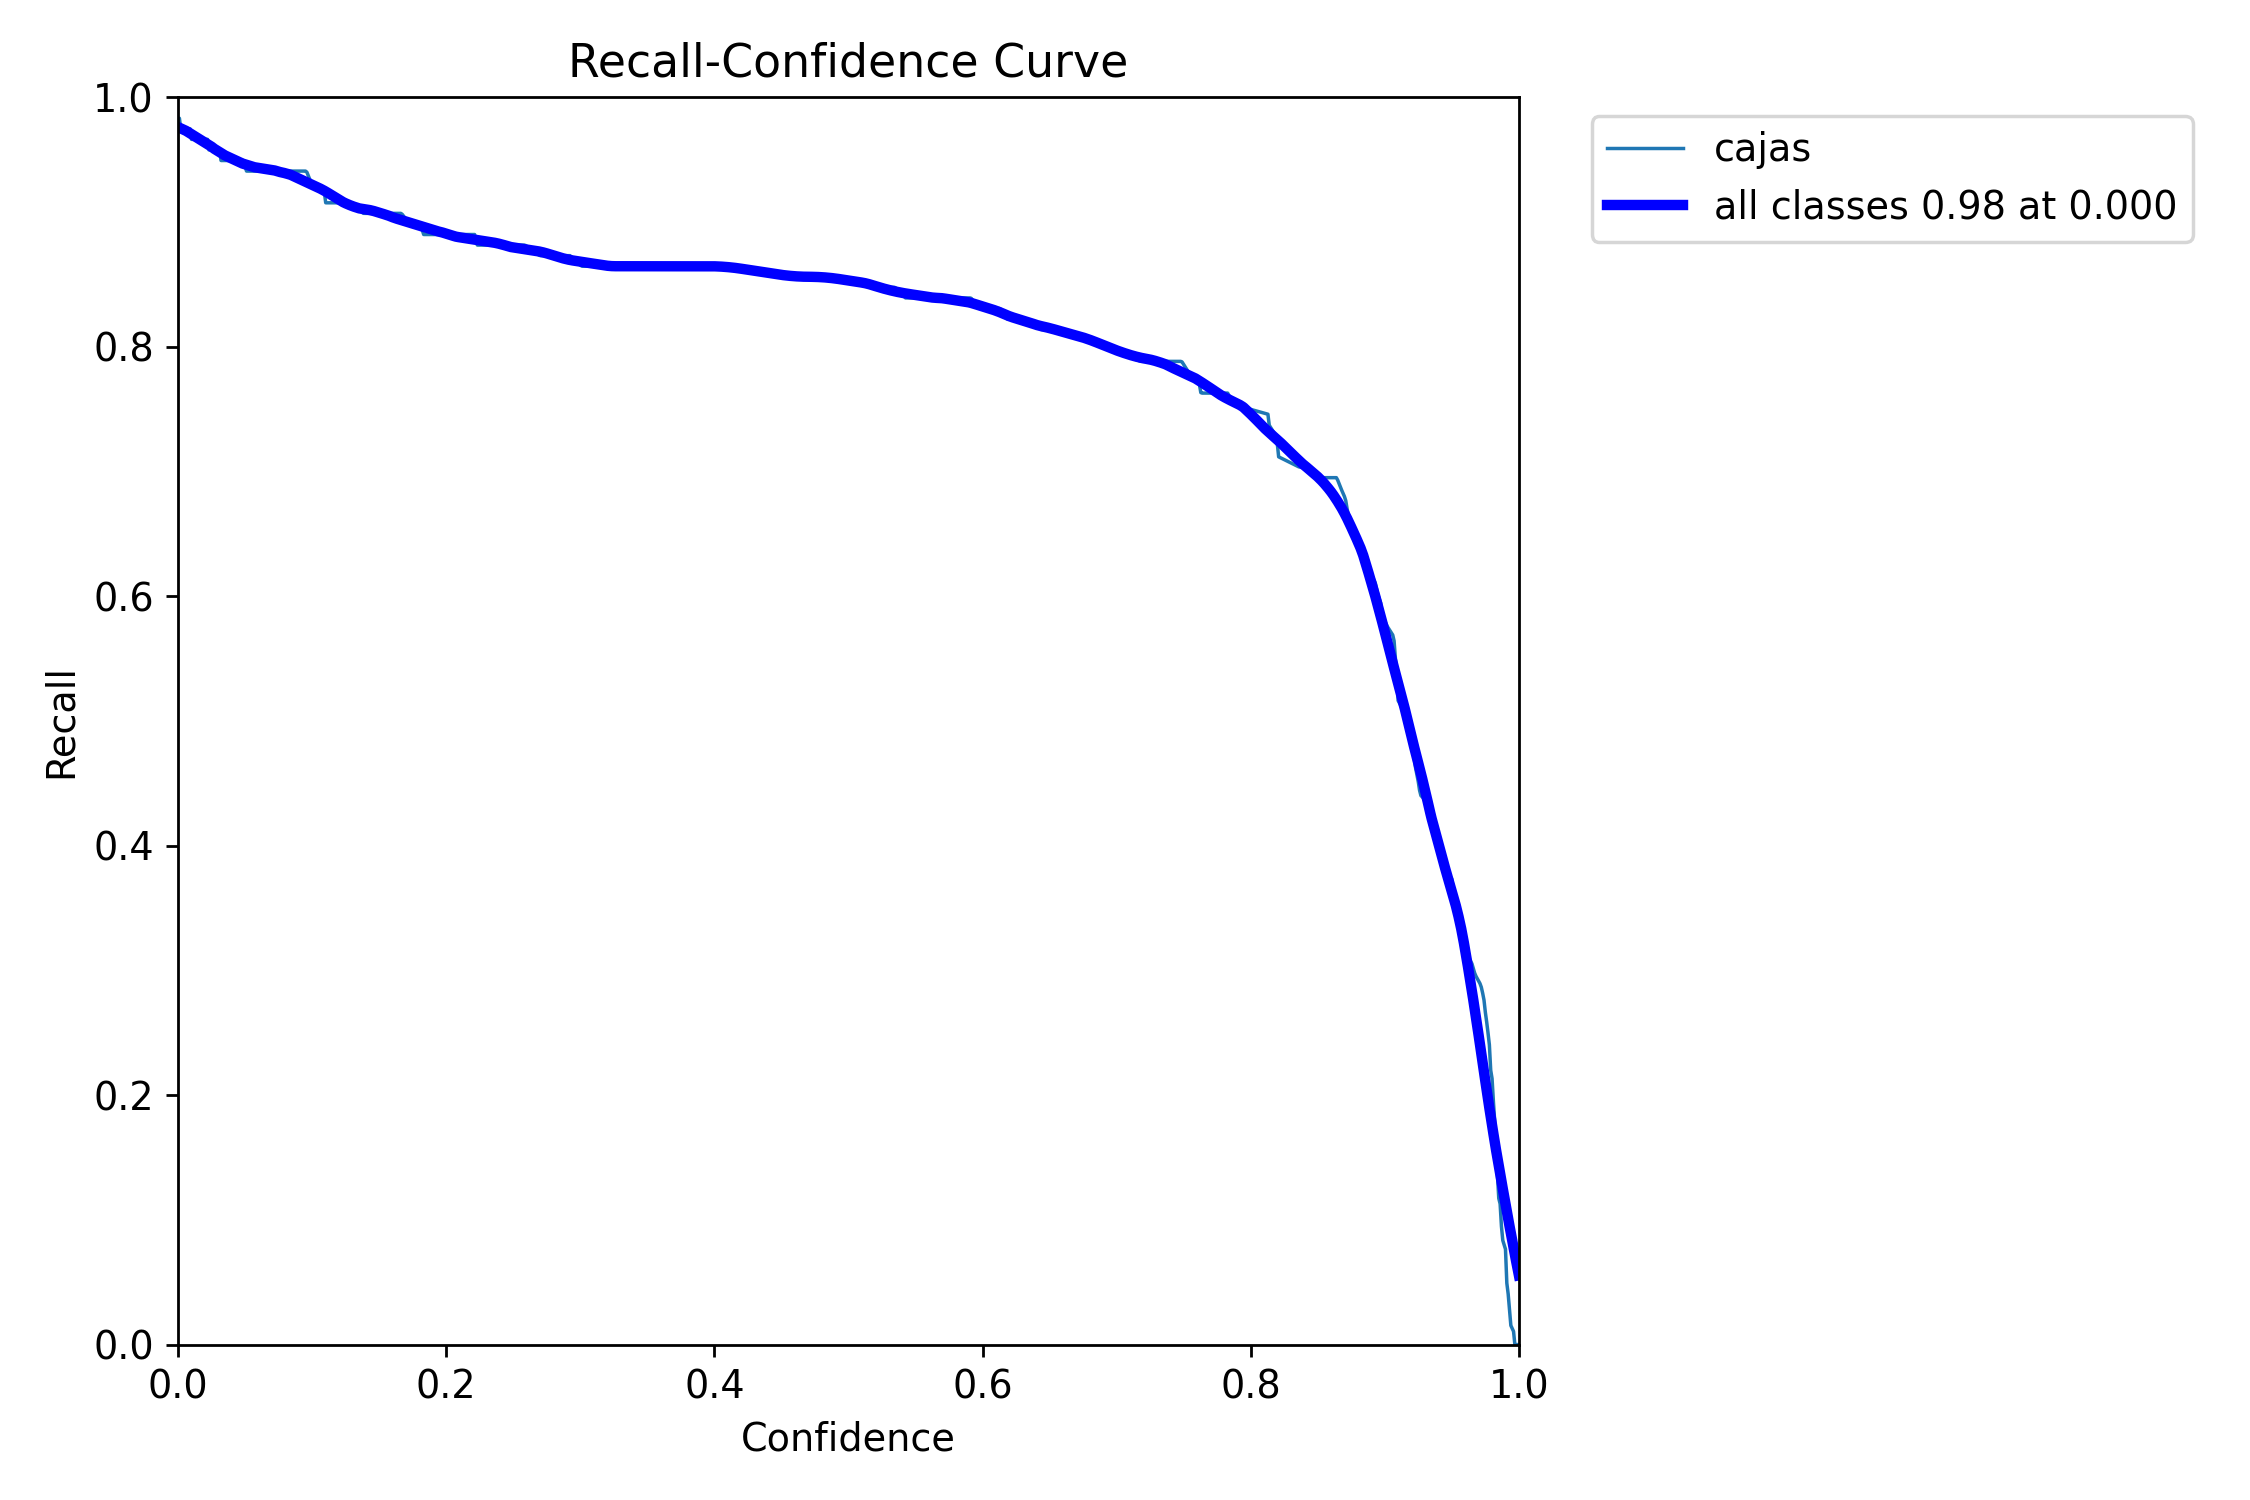 Recall-Confidence Curve
1.0
0.8
0.6
0.4
0.2
0.0
Recall
0.0 0.2 0.4 0.6 0.8 1.0
Confidence
cajas
all classes 0.98 at 0.000